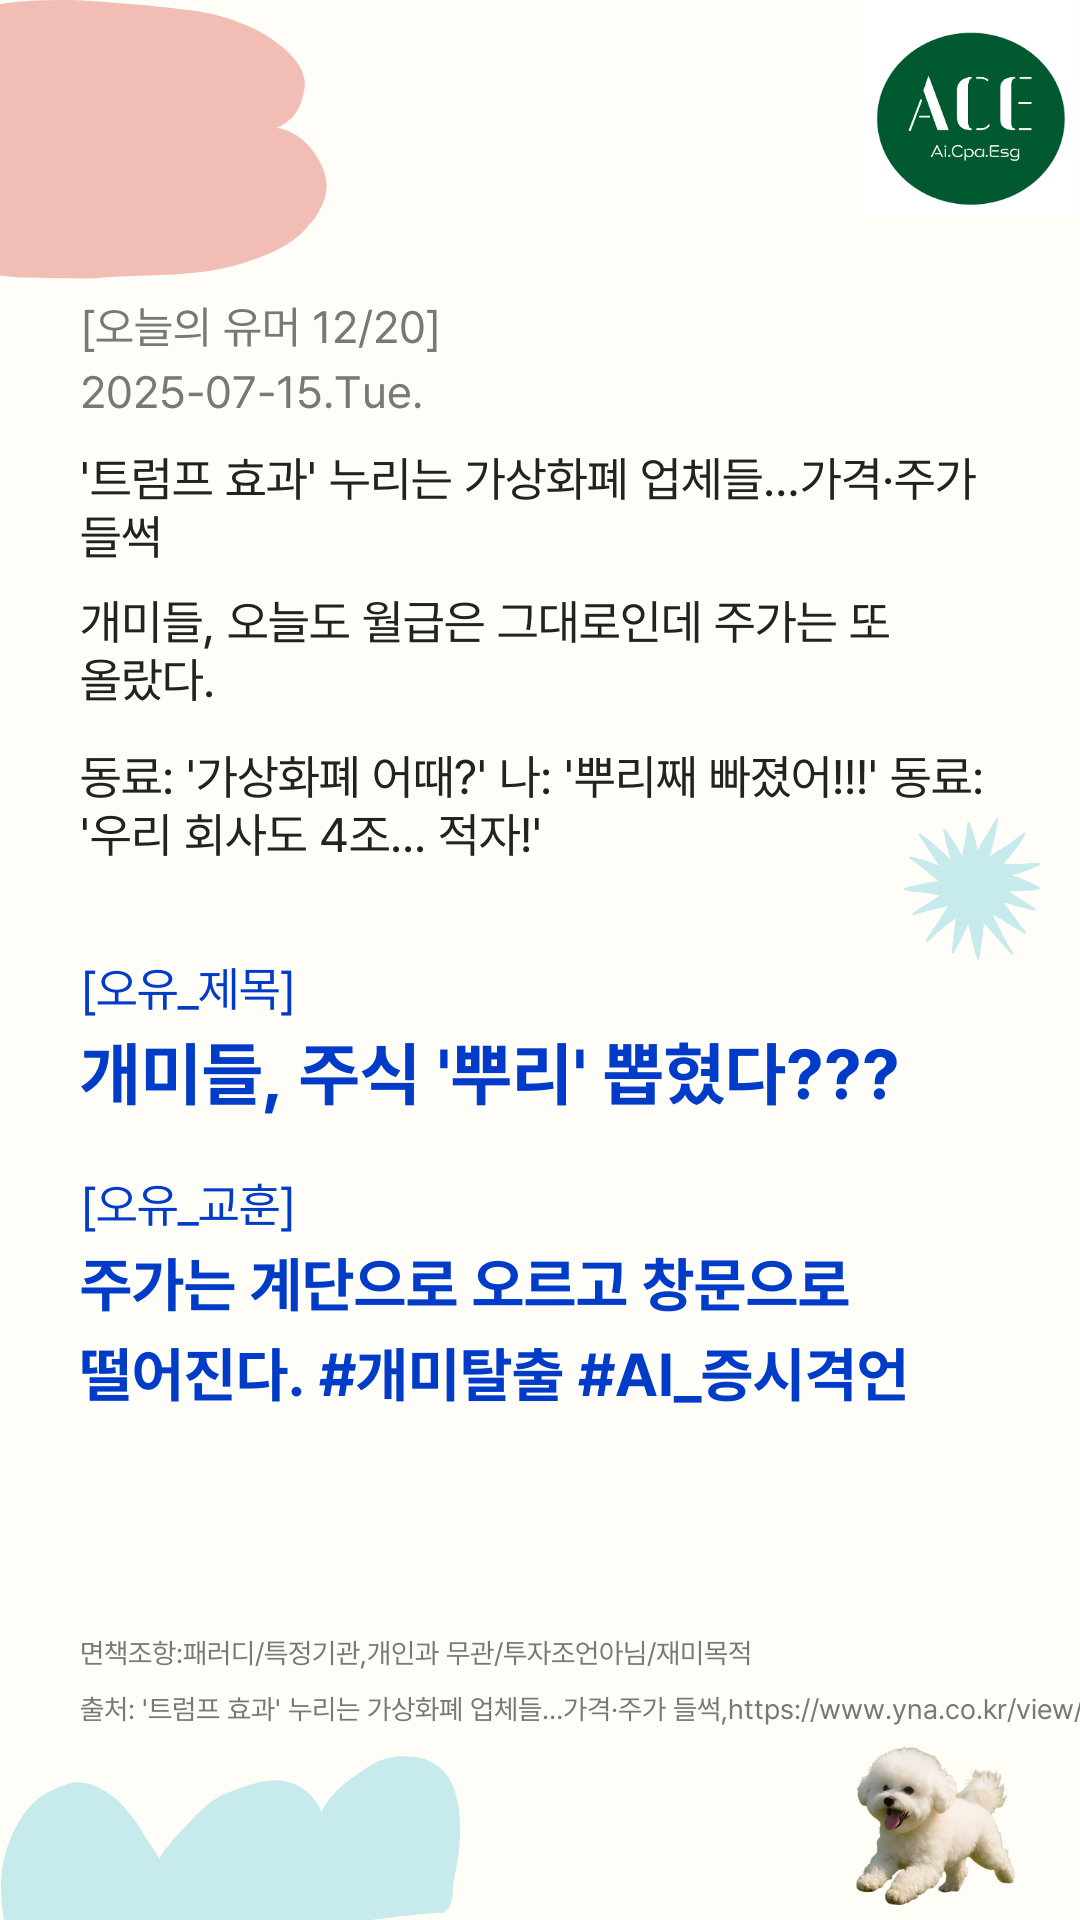 ACE
Ai.Cpa.Esg
[오늘의 유머 12/20]
2025-07-15.Tue.
'트럼프 효과' 누리는 가상화폐 업체들…가격·주가
들썩
개미들, 오늘도 월급은 그대로인데 주가는 또
올랐다.
동료: '가상화폐 어때?' 나: '뿌리째 빠졌어!!!' 동료:
'우리 회사도 4조... 적자!'
[오유_제목]
개미들, 주식 '뿌리' 뽑혔다???
[오유_교훈]
주가는 계단으로 오르고 창문으로
떨어진다. #개미탈출 #AI_증시격언
면책조항:패러디/특정기관,개인과 무관/투자조언아님/재미목적
출처: '트럼프 효과' 누리는 가상화폐 업체들…가격·주가 들썩,https://www.yna.co.kr/view/